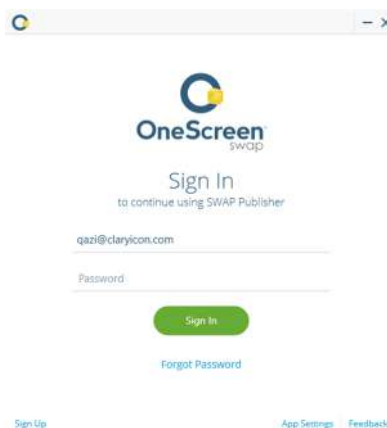 OneScreen
swap
Sign In
to continue using SWAP Publisher
qazi@claryicon.com
Password
Sign In
Forgot Password
Sign Up
App Settings
Feedback